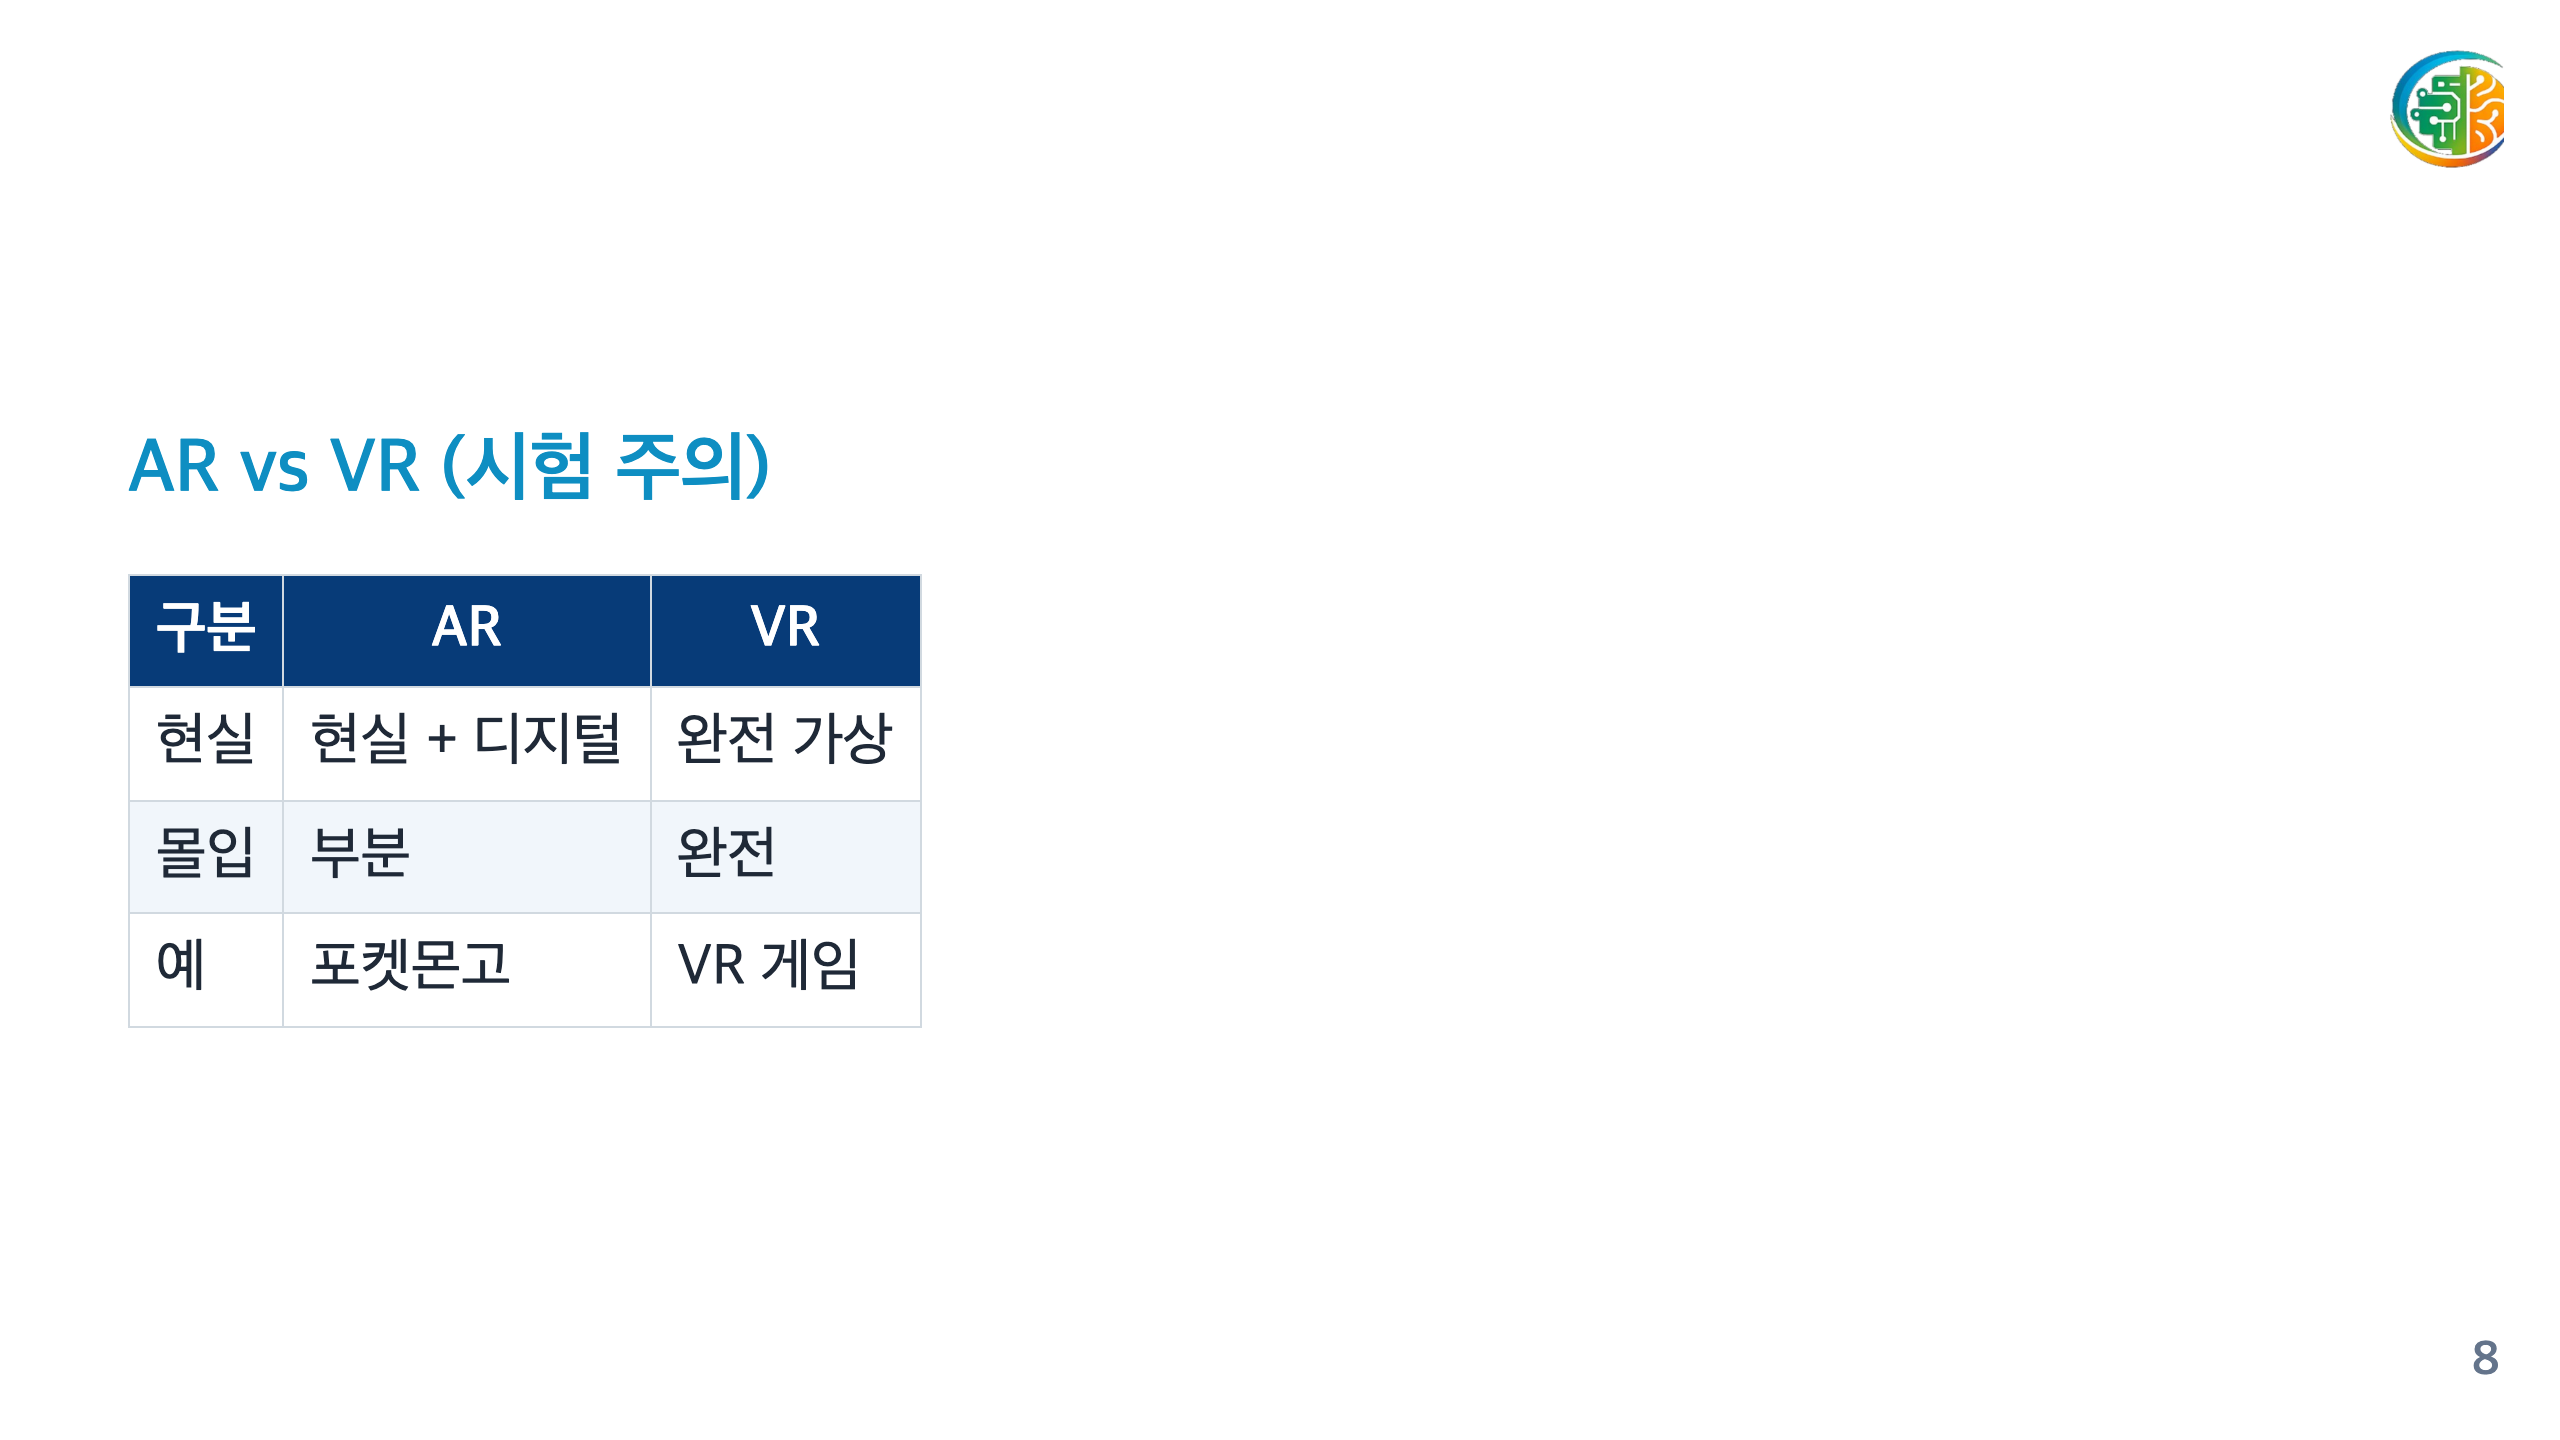 AR vs VR (시험 주의)
구분 AR VR
현실 현실 + 디지털 완전 가상
몰입 부분 완전
예 포켓몬고 VR 게임
8